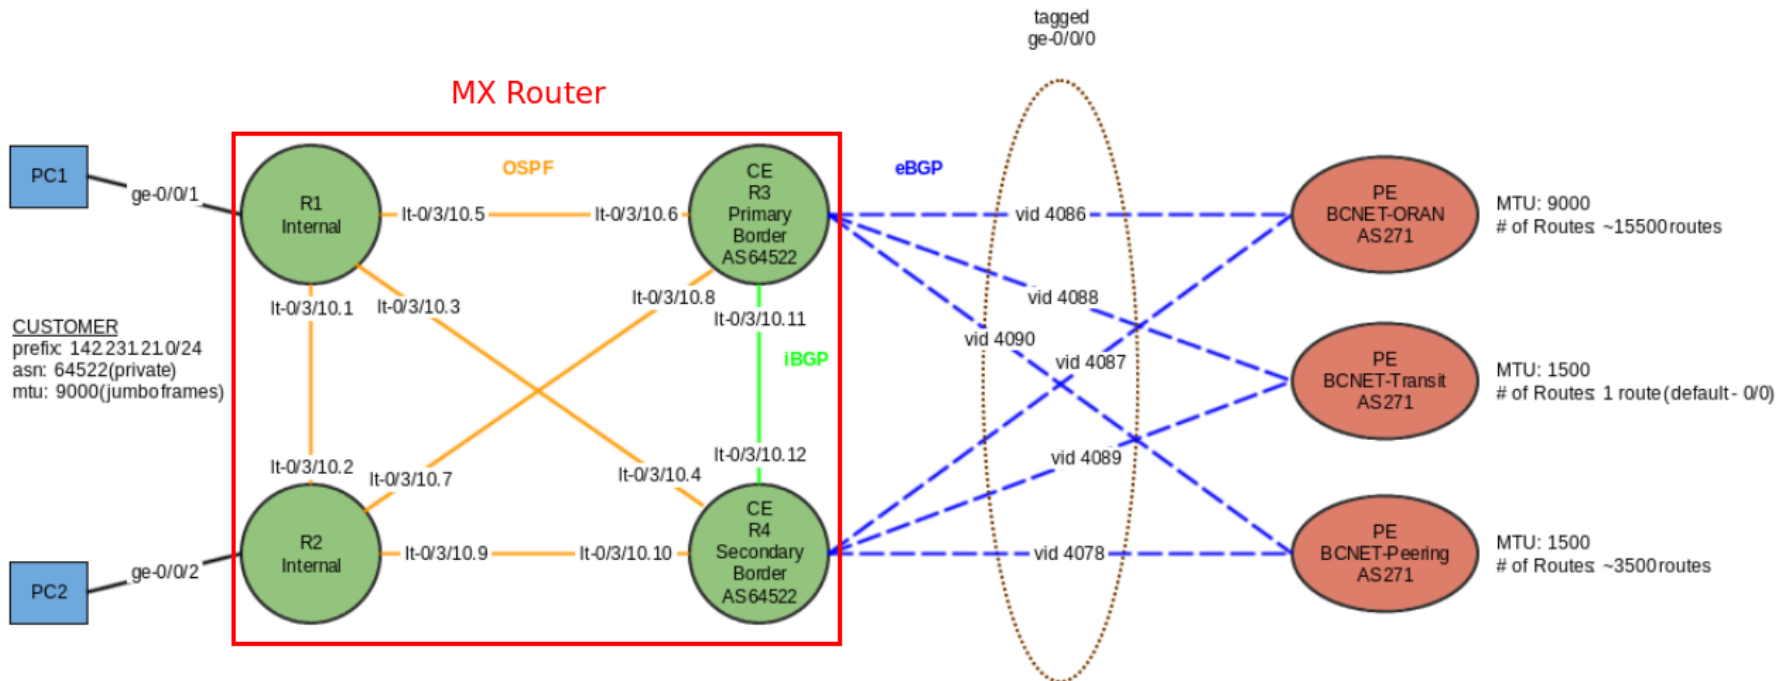 tagged
ge-0/0/0
MX Router
PC1
ge-0/0/1
R1
Internal
OSPF
lt-0/3/10.5
lt-0/3/10.6
CE
R3
Primary
Border
AS64522
eBGP
vid 4086
PE
BCNET-ORAN
AS271
MTU: 9000
# of Routes: ~15500 routes
lt-0/3/10.1
lt-0/3/10.3
lt-0/3/10.8
lt-0/3/10.11
vid 4088
vid 4090
vid 4087
CUSTOMER
prefix: 142.231.21.0/24
asn: 64522(private)
mtu: 9000(jumbo frames)
iBGP
PE
BCNET-Transit
AS271
MTU: 1500
# of Routes: 1 route(default - 0/0)
lt-0/3/10.2
lt-0/3/10.7
lt-0/3/10.4
lt-0/3/10.12
vid 4089
PC2
ge-0/0/2
R2
Internal
lt-0/3/10.9
lt-0/3/10.10
CE
R4
Secondary
Border
AS64522
vid 4078
PE
BCNET-Peering
AS271
MTU: 1500
# of Routes: ~3500 routes